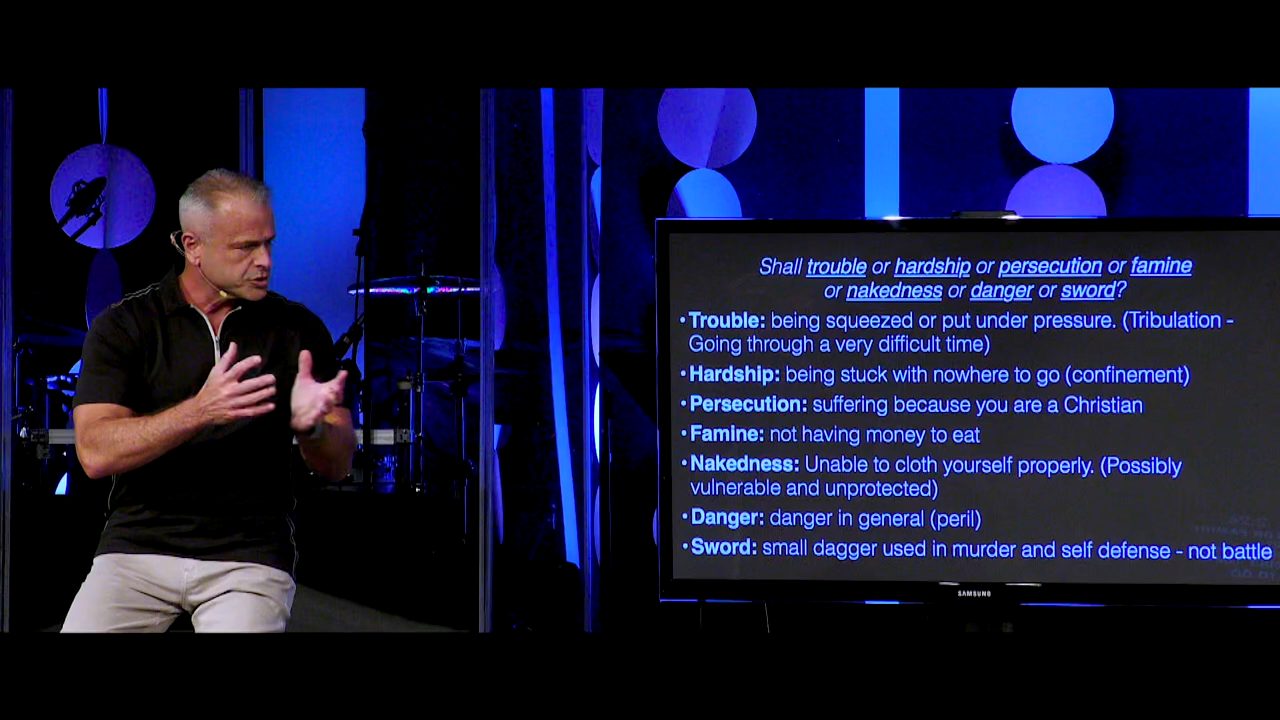 Shall trouble or hardship or persecution or famine
or nakedness or danger or sword?
•Trouble: being squeezed or put under pressure. (Tribulation -
Going through a very difficult time)
•Hardship: being stuck with nowhere to go (confinement)
•Persecution: suffering because you are a Christian
•Famine: not having money to eat
•Nakedness: Unable to cloth yourself properly. (Possibly
vulnerable and unprotected)
•Danger: danger in general (peril)
•Sword: small dagger used in murder and self defense - not battle
SAMSUNG